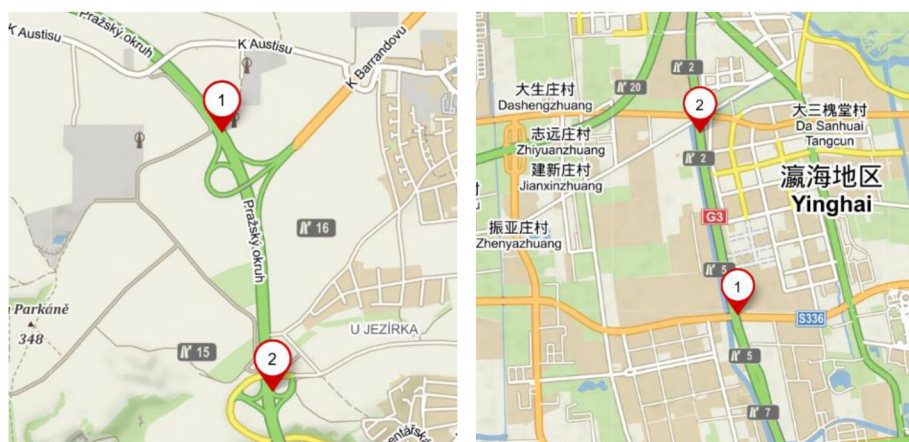 Pražský okruh
K Austisu
K Austisu
K Barrandovu
1
Pražský okruh
16
Parkáně
348
U JEZÍRKA
15
2
2
20
大生庄村
Dashengzhuang
2
大三槐堂村
Da Sanhuai
Tangcun
志远庄村
Zhiyuanzhuang
2
建新庄村
Jianxinzhuang
瀛海地区
Yinghai
G3
振亚庄村
Zhenyazhuang
5
1
S336
5
7